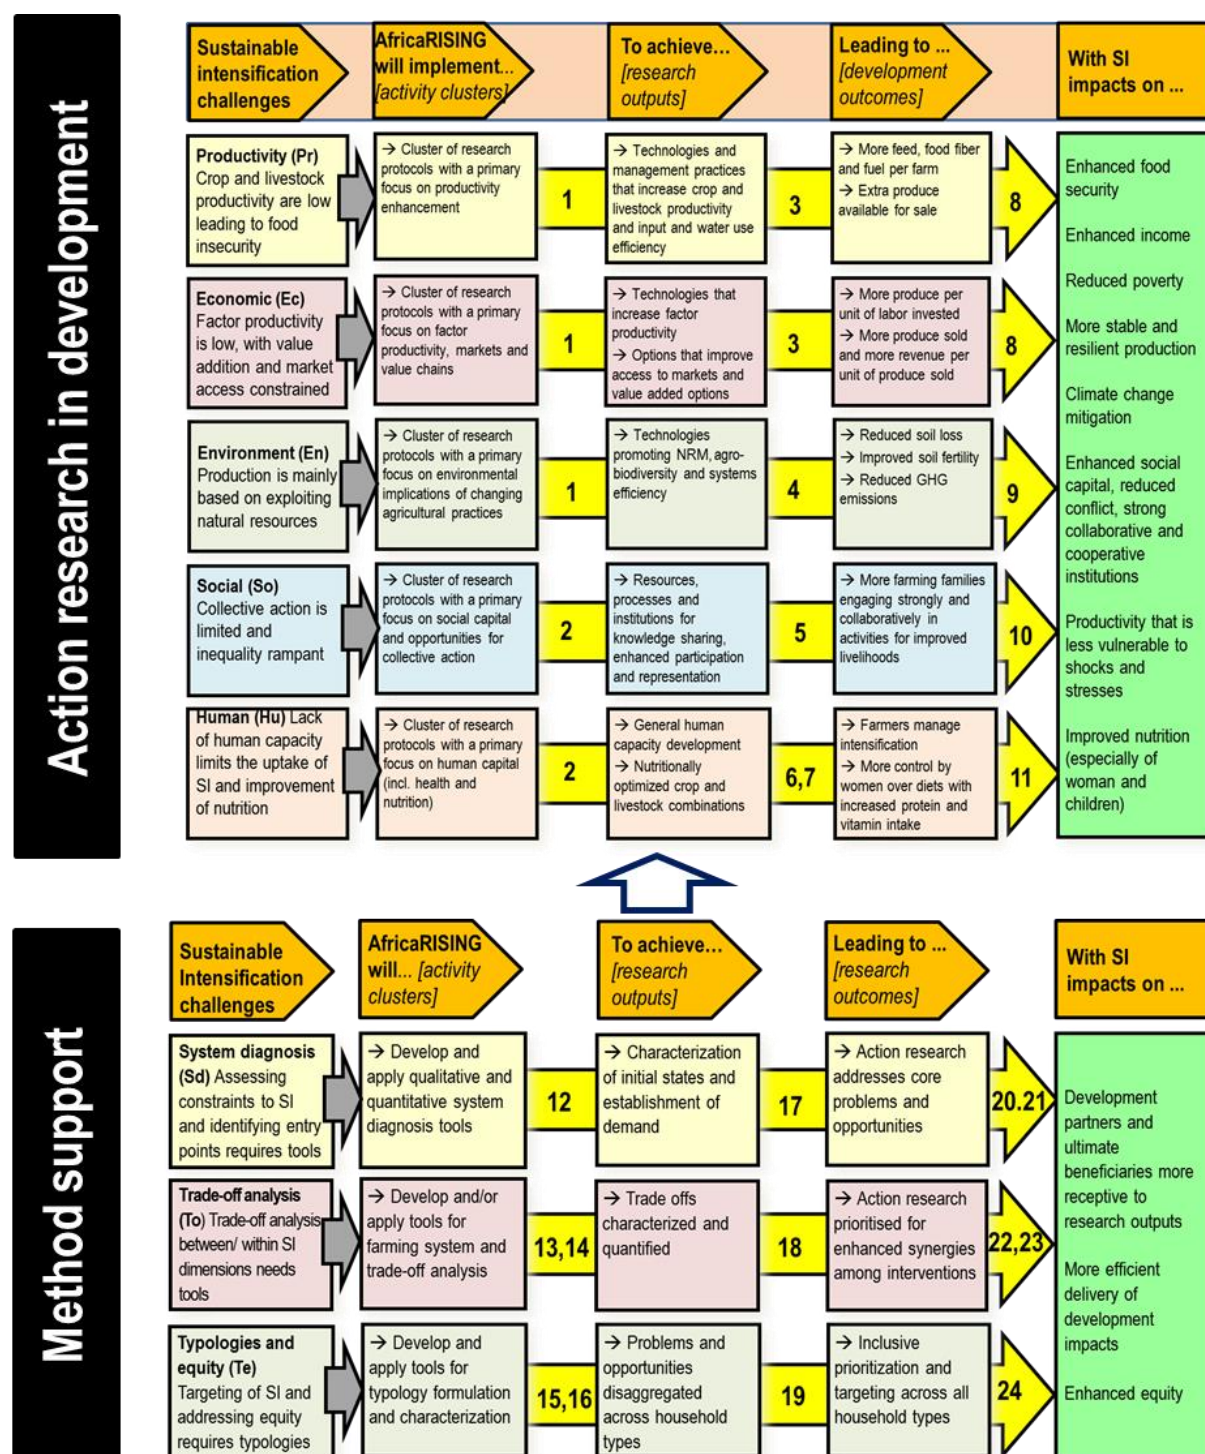 Action research in development
Sustainable
intensification
challenges
AfricaRISING
will implement...
[activity clusters]
To achieve...
[research
outputs]
Leading to ...
[development
outcomes]
With SI
impacts on ...
Productivity (Pr)
Crop and livestock
productivity are low
leading to food
insecurity
→ Cluster of research
protocols with a primary
focus on productivity
enhancement
1
→ Technologies and
management practices
that increase crop and
livestock productivity
and input and water use
efficiency
3
→ More feed, food fiber
and fuel per farm
→ Extra produce
available for sale
8
Economic (Ec)
Factor productivity
is low, with value
addition and market
access constrained
→ Cluster of research
protocols with a primary
focus on factor
productivity, markets and
value chains
1
→ Technologies that
increase factor
productivity
→ Options that improve
access to markets and
value added options
3
→ More produce per
unit of labor invested
→ More produce sold
and more revenue per
unit of produce sold
8
Environment (En)
Production is mainly
based on exploiting
natural resources
→ Cluster of research
protocols with a primary
focus on environmental
implications of changing
agricultural practices
1
→ Technologies
promoting NRM, agro-
biodiversity and systems
efficiency
4
→ Reduced soil loss
→ Improved soil fertility
→ Reduced GHG
emissions
9
Social (So)
Collective action is
limited and
inequality rampant
→ Cluster of research
protocols with a primary
focus on social capital
and opportunities for
collective action
2
→ Resources,
processes and
institutions for
knowledge sharing,
enhanced participation
and representation
5
→ More farming families
engaging strongly and
collaboratively in
activities for improved
livelihoods
10
Human (Hu) Lack
of human capacity
limits the uptake of
SI and improvement
of nutrition
→ Cluster of research
protocols with a primary
focus on human capital
(incl. health and
nutrition)
2
→ General human
capacity development
→ Nutritionally
optimized crop and
livestock combinations
6,7
→ Farmers manage
intensification
→ More control by
women over diets with
increased protein and
vitamin intake
11
Enhanced food
security
Enhanced income
Reduced poverty
More stable and
resilient production
Climate change
mitigation
Enhanced social
capital, reduced
conflict, strong
collaborative and
cooperative
institutions
Productivity that is
less vulnerable to
shocks and
stresses
Improved nutrition
(especially of
woman and
children)
Method support
Sustainable
Intensification
challenges
AfricaRISING
will... [activity
clusters]
To achieve...
[research
outputs]
Leading to ...
[research
outcomes]
With SI
impacts on ...
System diagnosis
(Sd) Assessing
constraints to SI
and identifying entry
points requires tools
→ Develop and
apply qualitative and
quantitative system
diagnosis tools
12
→ Characterization
of initial states and
establishment of
demand
17
→ Action research
addresses core
problems and
opportunities
20.21
Trade-off analysis
(To) Trade-off analysis
between/ within SI
dimensions needs
tools
→ Develop and/or
apply tools for
farming system and
trade-off analysis
13,14
→ Trade offs
characterized and
quantified
18
→ Action research
prioritised for
enhanced synergies
among interventions
22,23
Typologies and
equity (Te)
Targeting of SI and
addressing equity
requires typologies
→ Develop and
apply tools for
typology formulation
and characterization
15,16
→ Problems and
opportunities
disaggregated
across household
types
19
→ Inclusive
prioritization and
targeting across all
household types
24
Development
partners and
ultimate
beneficiaries more
receptive to
research outputs
More efficient
delivery of
development
impacts
Enhanced equity